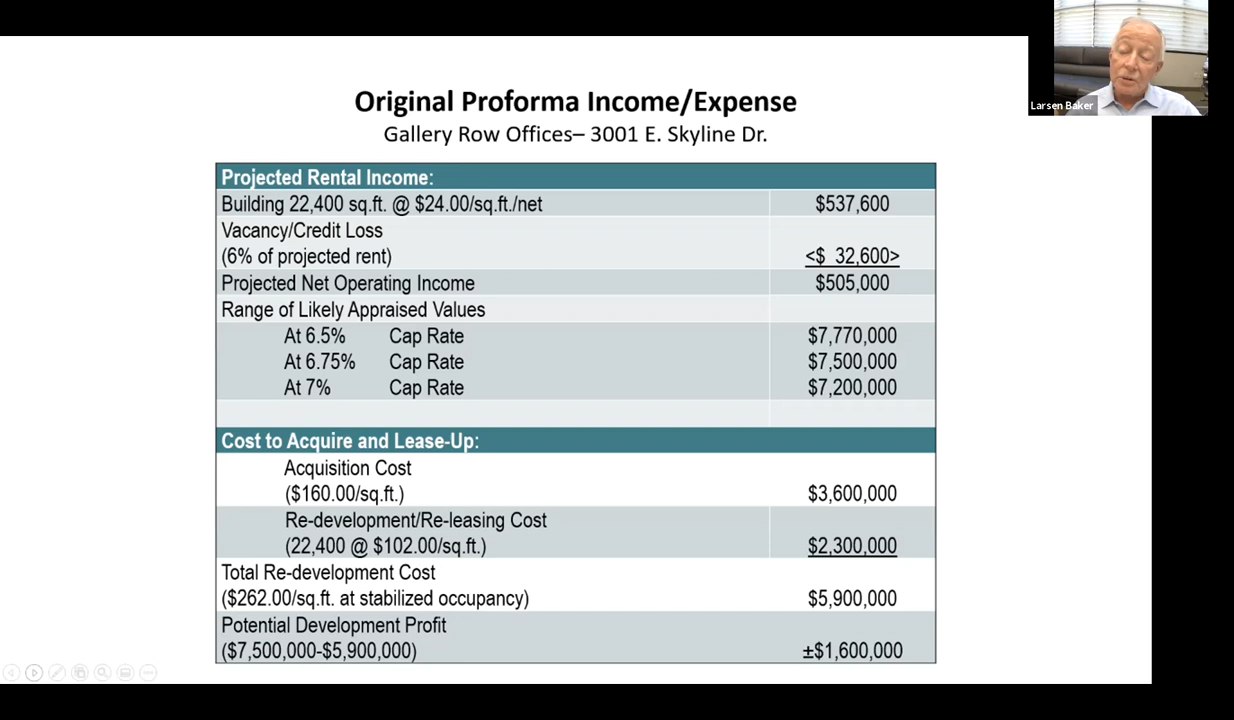 Larsen Baker
Original Proforma Income/Expense
Gallery Row Offices– 3001 E. Skyline Dr.
Projected Rental Income:
Building 22,400 sq.ft. @ $24.00/sq.ft./net $537,600
Vacancy/Credit Loss
(6% of projected rent) <$ 32,600>
Projected Net Operating Income $505,000
Range of Likely Appraised Values
At 6.5% Cap Rate $7,770,000
At 6.75% Cap Rate $7,500,000
At 7% Cap Rate $7,200,000
Cost to Acquire and Lease-Up:
Acquisition Cost
($160.00/sq.ft.) $3,600,000
Re-development/Re-leasing Cost
(22,400 @ $102.00/sq.ft.) $2,300,000
Total Re-development Cost
($262.00/sq.ft. at stabilized occupancy) $5,900,000
Potential Development Profit
($7,500,000-$5,900,000) ±$1,600,000